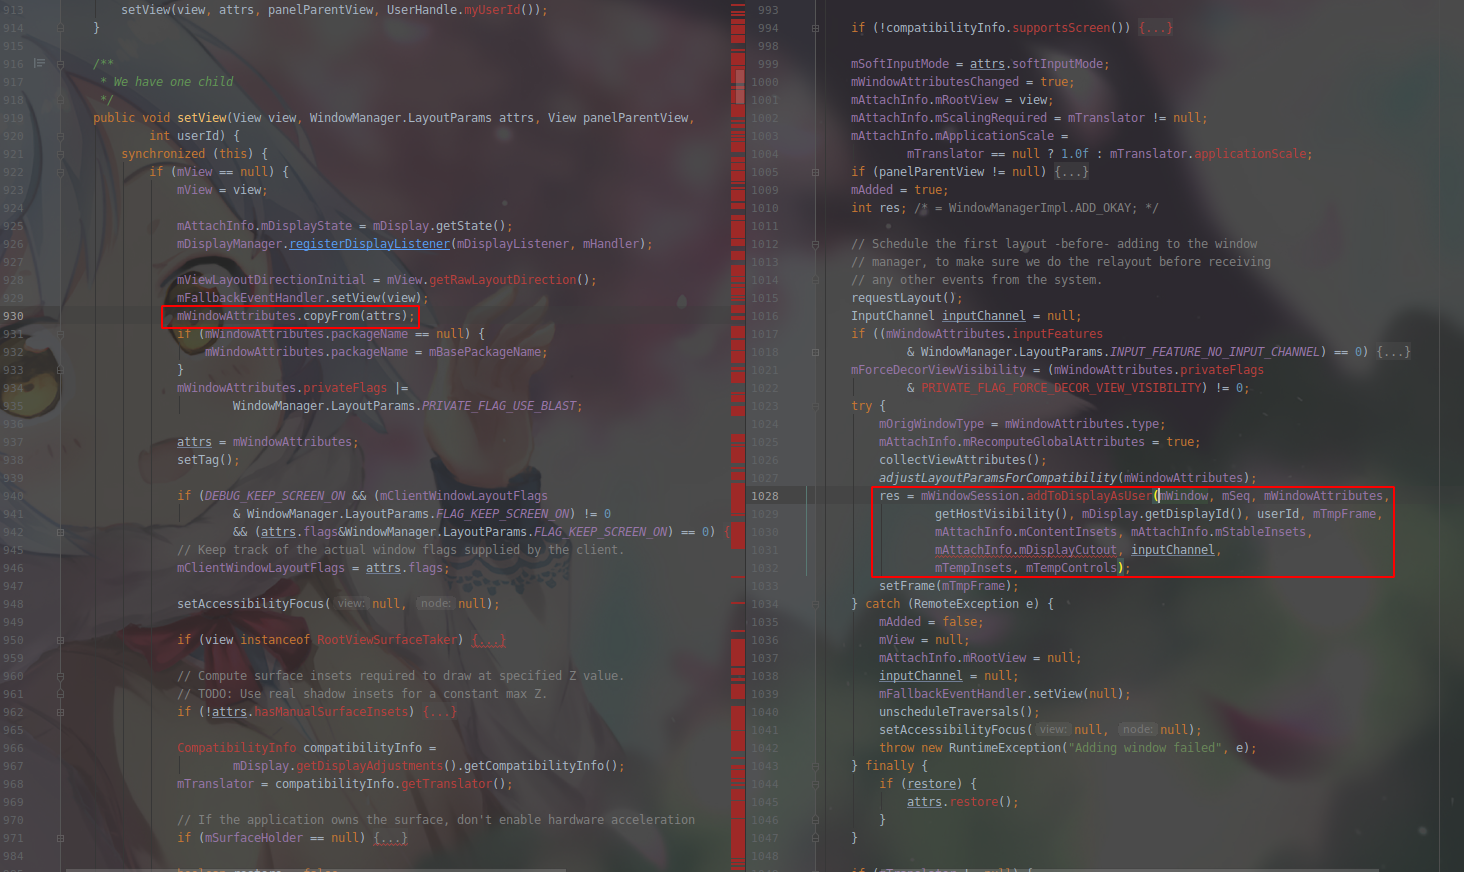 913 setView(view, attrs, panelParentView, UserHandle.myUserId());
914 }
915
916 /**
917 * We have one child
918 */
919 public void setView(View view, WindowManager.LayoutParams attrs, View panelParentView,
920 int userId) {
921 synchronized (this) {
922 if (mView == null) {
923 mView = view;
924
925 mAttachInfo.mDisplayState = mDisplay.getState();
926 mDisplayManager.registerDisplayListener(mDisplayListener, mHandler);
927
928 mViewLayoutDirectionInitial = mView.getRawLayoutDirection();
929 mFallbackEventHandler.setView(view);
930 mWindowAttributes.copyFrom(attrs);
931 if (mWindowAttributes.packageName == null) {
932 mWindowAttributes.packageName = mBasePackageName;
933 }
934 mWindowAttributes.privateFlags |=
935 WindowManager.LayoutParams.PRIVATE_FLAG_USE_BLAST;
936
937 attrs = mWindowAttributes;
938 setTag();
939
940 if (DEBUG_KEEP_SCREEN_ON && (mClientWindowLayoutFlags
941 & WindowManager.LayoutParams.FLAG_KEEP_SCREEN_ON) != 0
942 && (attrs.flags&WindowManager.LayoutParams.FLAG_KEEP_SCREEN_ON) == 0) {
945 // Keep track of the actual window flags supplied by the client.
946 mClientWindowLayoutFlags = attrs.flags;
947
948 setAccessibilityFocus( view: null, node: null);
949
950 if (view instanceof RootViewSurfaceTaker) {...}
959
960 // Compute surface insets required to draw at specified Z value.
961 // TODO: Use real shadow insets for a constant max Z.
962 if (!attrs.hasManualSurfaceInsets) {...}
965
966 CompatibilityInfo compatibilityInfo =
967 mDisplay.getDisplayAdjustments().getCompatibilityInfo();
968 mTranslator = compatibilityInfo.getTranslator();
969
970 // If the application owns the surface, don't enable hardware acceleration
971 if (mSurfaceHolder == null) {...}
984
993
994 if (!compatibilityInfo.supportsScreen()) {...}
998
999 mSoftInputMode = attrs.softInputMode;
1000 mWindowAttributesChanged = true;
1001 mAttachInfo.mRootView = view;
1002 mAttachInfo.mScalingRequired = mTranslator != null;
1003 mAttachInfo.mApplicationScale =
1004 mTranslator == null ? 1.0f : mTranslator.applicationScale;
1005 if (panelParentView != null) {...}
1009 mAdded = true;
1010 int res; /* = WindowManagerImpl.ADD_OKAY; */
1011
1012 // Schedule the first layout -before- adding to the window
1013 // manager, to make sure we do the relayout before receiving
1014 // any other events from the system.
1015 requestLayout();
1016 InputChannel inputChannel = null;
1017 if ((mWindowAttributes.inputFeatures
1018 & WindowManager.LayoutParams.INPUT_FEATURE_NO_INPUT_CHANNEL) == 0) {...}
1021 mForceDecorViewVisibility = (mWindowAttributes.privateFlags
1022 & PRIVATE_FLAG_FORCE_DECOR_VIEW_VISIBILITY) != 0;
1023 try {
1024 mOrigWindowType = mWindowAttributes.type;
1025 mAttachInfo.mRecomputeGlobalAttributes = true;
1026 collectViewAttributes();
1027 adjustLayoutParamsForCompatibility(mWindowAttributes);
1028 res = mWindowSession.addToDisplayAsUser(mWindow, mSeq, mWindowAttributes,
1029 getHostVisibility(), mDisplay.getDisplayId(), userId, mTmpFrame,
1030 mAttachInfo.mContentInsets, mAttachInfo.mStableInsets,
1031 mAttachInfo.mDisplayCutout, inputChannel,
1032 mTempInsets, mTempControls);
1033 setFrame(mTmpFrame);
1034 } catch (RemoteException e) {
1035 mAdded = false;
1036 mView = null;
1037 mAttachInfo.mRootView = null;
1038 inputChannel = null;
1039 mFallbackEventHandler.setView(null);
1040 unscheduleTraversals();
1041 setAccessibilityFocus( view: null, node: null);
1042 throw new RuntimeException("Adding window failed", e);
1043 } finally {
1044 if (restore) {
1045 attrs.restore();
1046 }
1047 }
1048